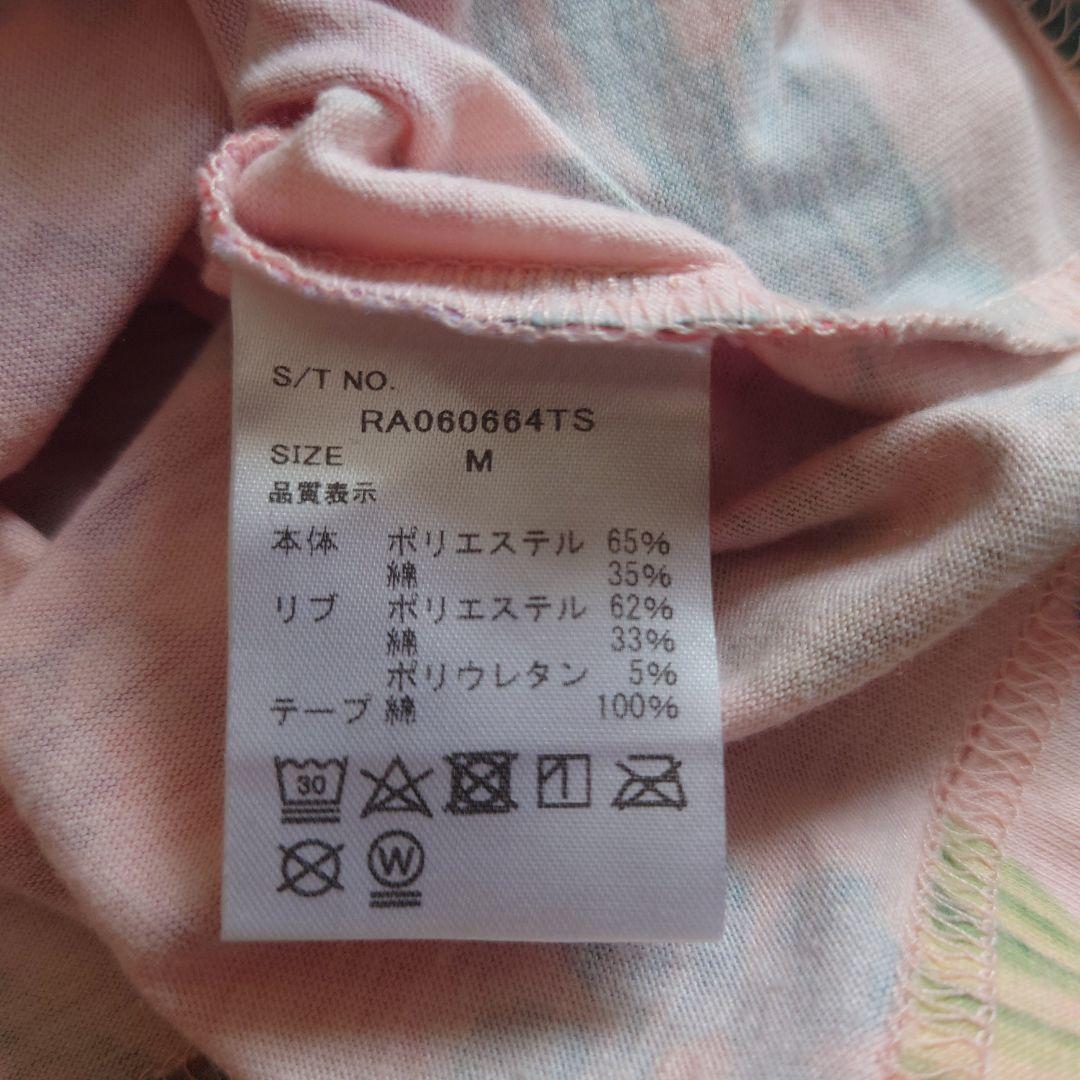 S/T NO.
RA060664TS
SIZE M
品質表示
本体 ポリエステル 65%
綿 35%
リブ ポリエステル 62%
綿 33%
ポリウレタン 5%
テープ 綿 100%
30
W